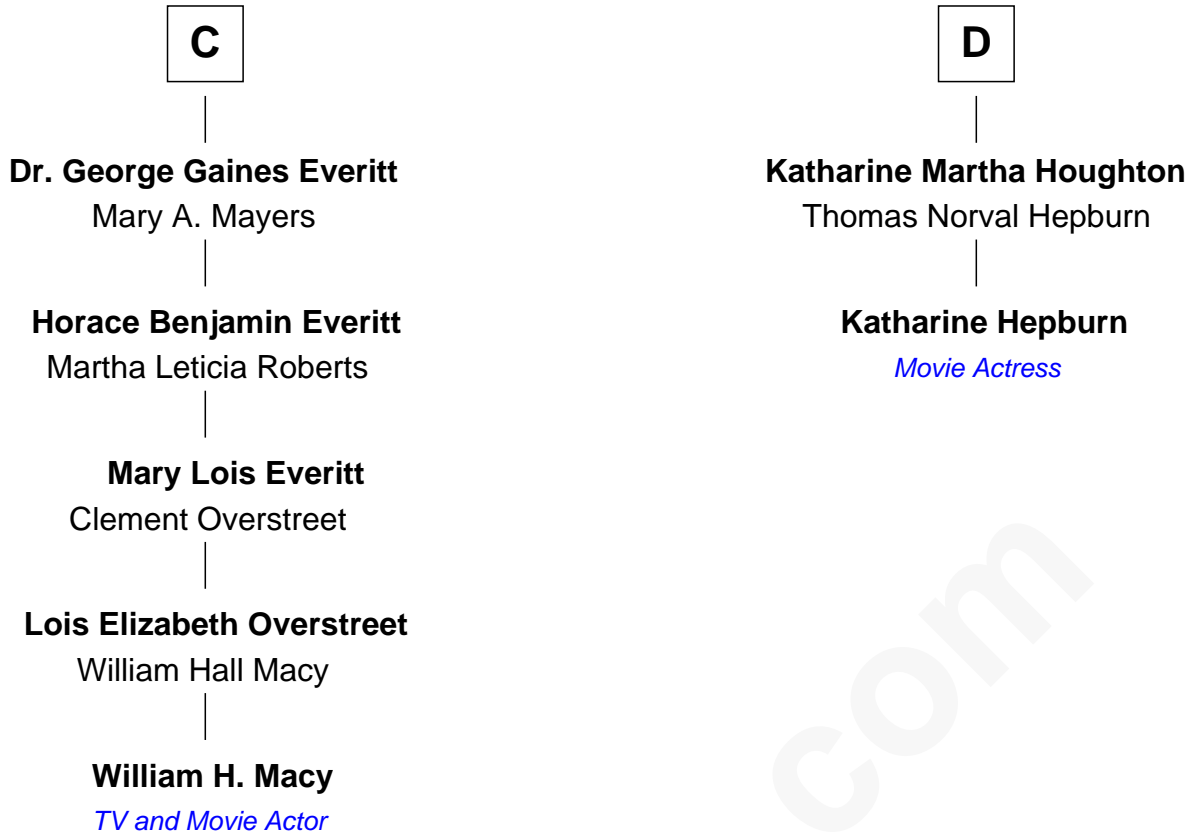 C
Dr. George Gaines Everitt
Mary A. Mayers
Horace Benjamin Everitt
Martha Leticia Roberts
Mary Lois Everitt
Clement Overstreet
Lois Elizabeth Overstreet
William Hall Macy
William H. Macy
TV and Movie Actor
D
Katharine Martha Houghton
Thomas Norval Hepburn
Katharine Hepburn
Movie Actress
com